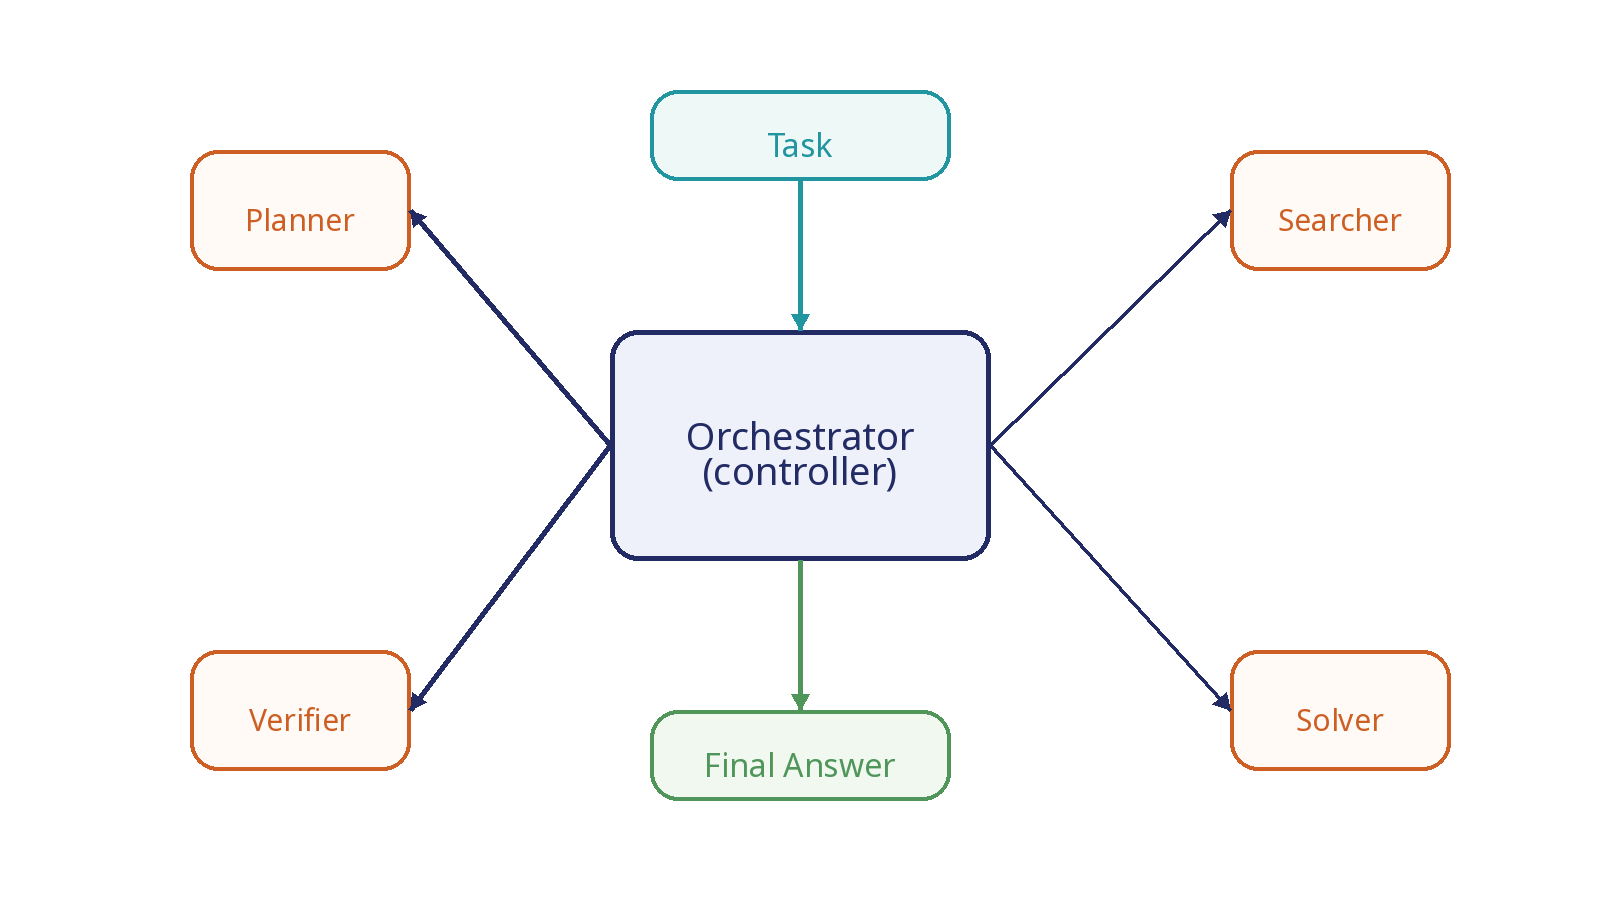 Task
Planner
Searcher
Orchestrator
(controller)
Verifier
Solver
Final Answer